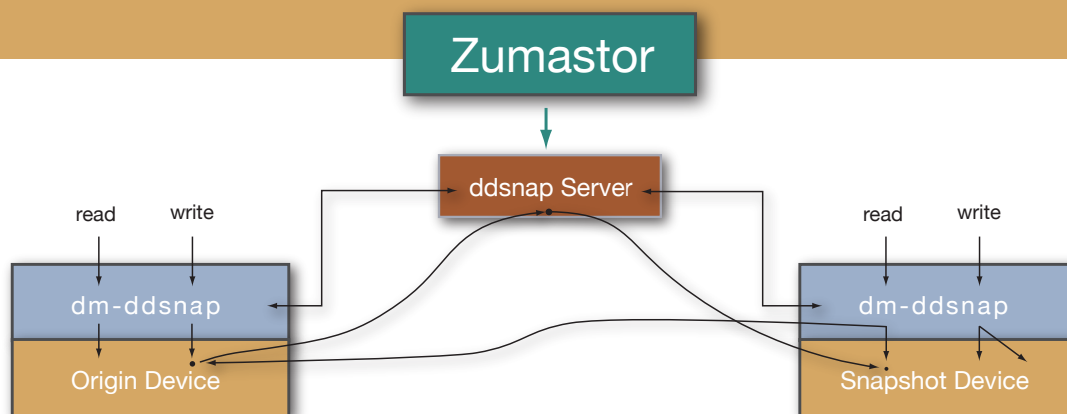 Zumastor
ddsnap Server
read write
read write
dm-ddsnap
dm-ddsnap
Origin Device
Snapshot Device